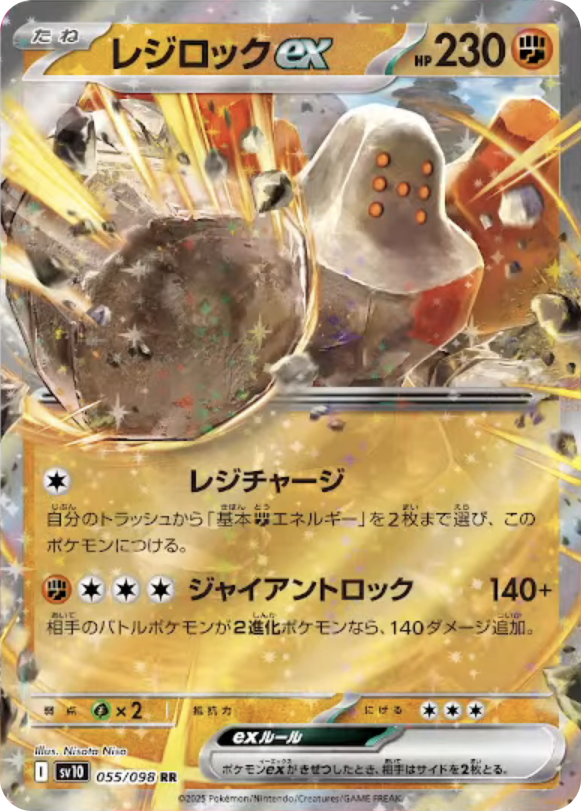 たね レジロックex HP230
レジチャージ
自分のトラッシュから「基本エネルギー」を2枚まで選び、この
ポケモンにつける。
ジャイアントロック 140+
相手のバトルポケモンが2進化ポケモンなら、140ダメージ追加。
弱点 ×2 抵抗力 にげる
exルール
ポケモンexがきぜつしたとき、相手はサイドを2枚とる。
Illus. Nisota Niso
I sv10 055/098 RR
©2025 Pokémon/Nintendo/Creatures/GAME FREAK